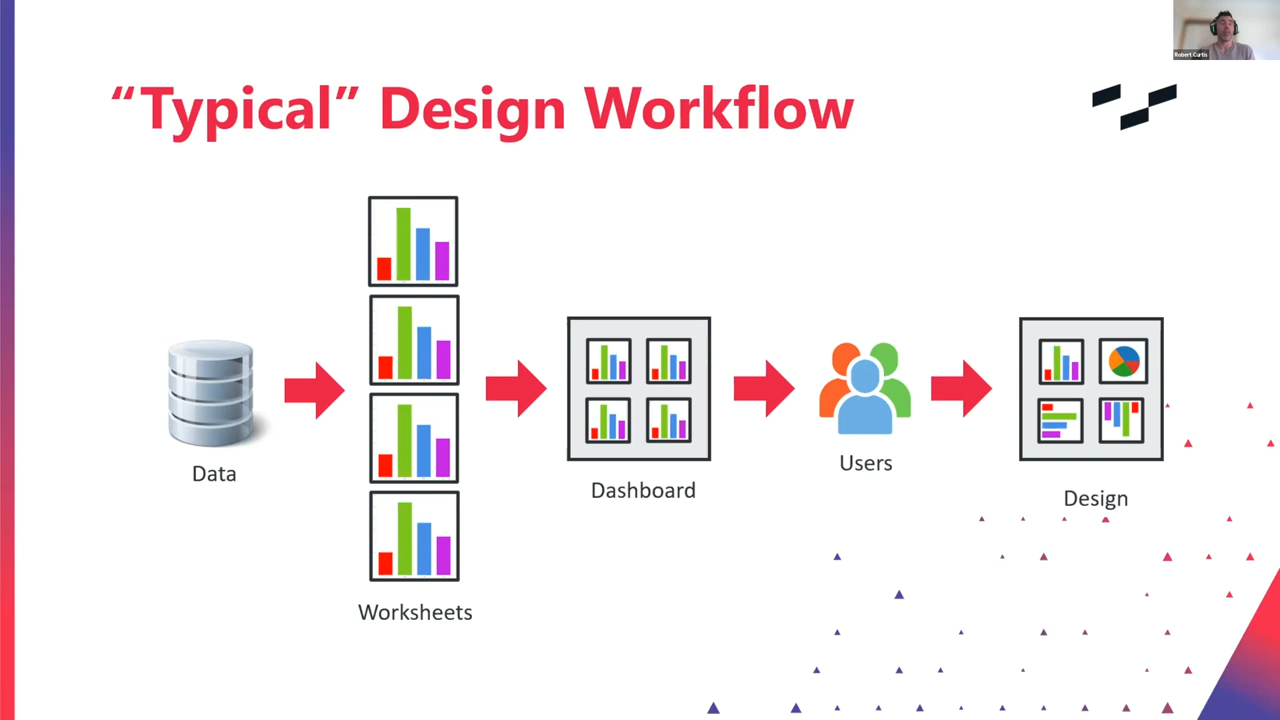 Robert Curtis
“Typical” Design Workflow
Data
Worksheets
Dashboard
Users
Design